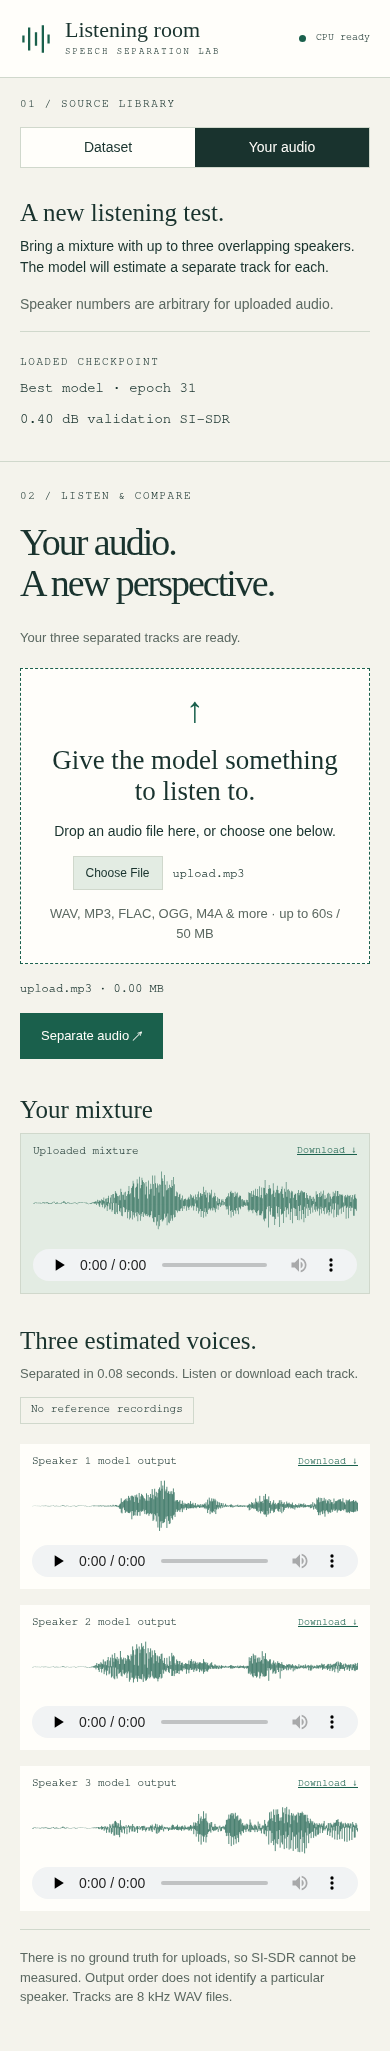 Listening room
SPEECH SEPARATION LAB
CPU ready
01 / SOURCE LIBRARY
Dataset
Your audio
A new listening test.
Bring a mixture with up to three overlapping speakers.
The model will estimate a separate track for each.
Speaker numbers are arbitrary for uploaded audio.
LOADED CHECKPOINT
Best model · epoch 31
0.40 dB validation SI-SDR
02 / LISTEN & COMPARE
Your audio.
A new perspective.
Your three separated tracks are ready.
↑
Give the model something
to listen to.
Drop an audio file here, or choose one below.
Choose File upload.mp3
WAV, MP3, FLAC, OGG, M4A & more · up to 60s /
50 MB
upload.mp3 · 0.00 MB
Separate audio ↗
Your mixture
Uploaded mixture
Download ↓
0:00 / 0:00
Three estimated voices.
Separated in 0.08 seconds. Listen or download each track.
No reference recordings
Speaker 1 model output
Download ↓
0:00 / 0:00
Speaker 2 model output
Download ↓
0:00 / 0:00
Speaker 3 model output
Download ↓
0:00 / 0:00
There is no ground truth for uploads, so SI-SDR cannot be
measured. Output order does not identify a particular
speaker. Tracks are 8 kHz WAV files.